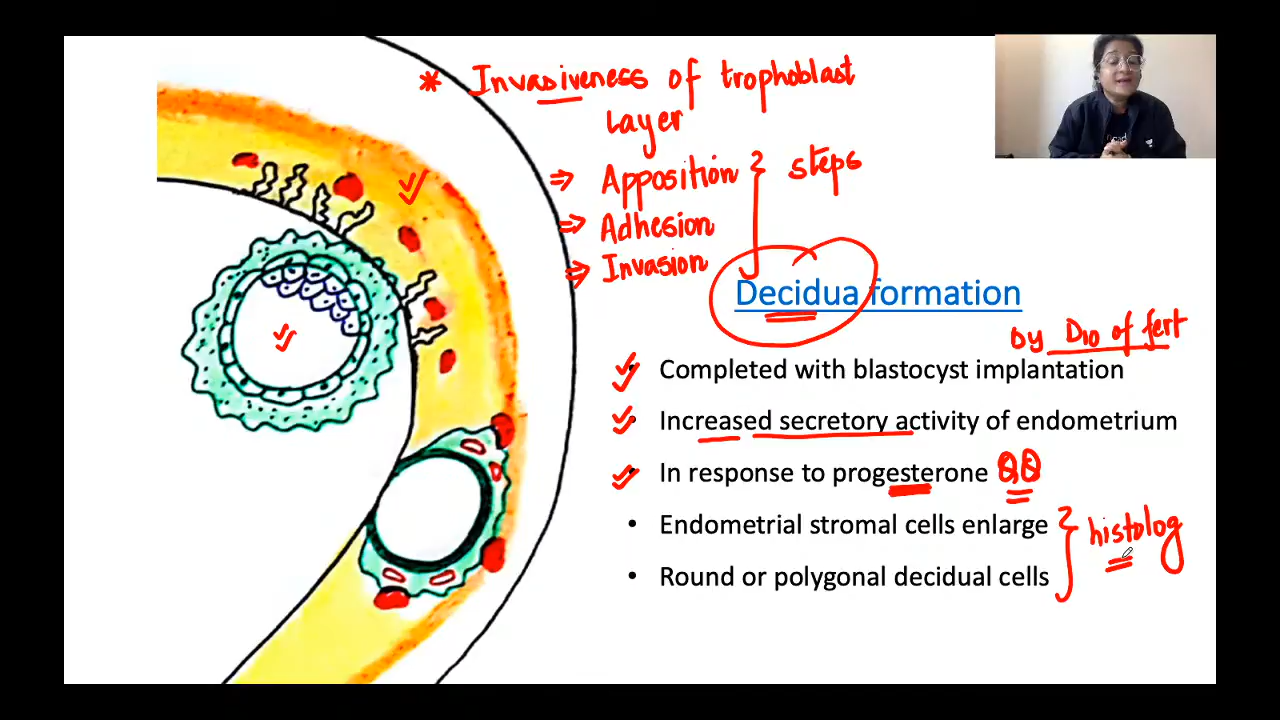 * Invasiveness of trophoblast
layer
⇒ Apposition } steps
⇒ Adhesion
⇒ Invasion
Decidua formation
by D10 of fert
• Completed with blastocyst implantation
• Increased secretory activity of endometrium
• In response to progesterone
• Endometrial stromal cells enlarge } histolog
• Round or polygonal decidual cells